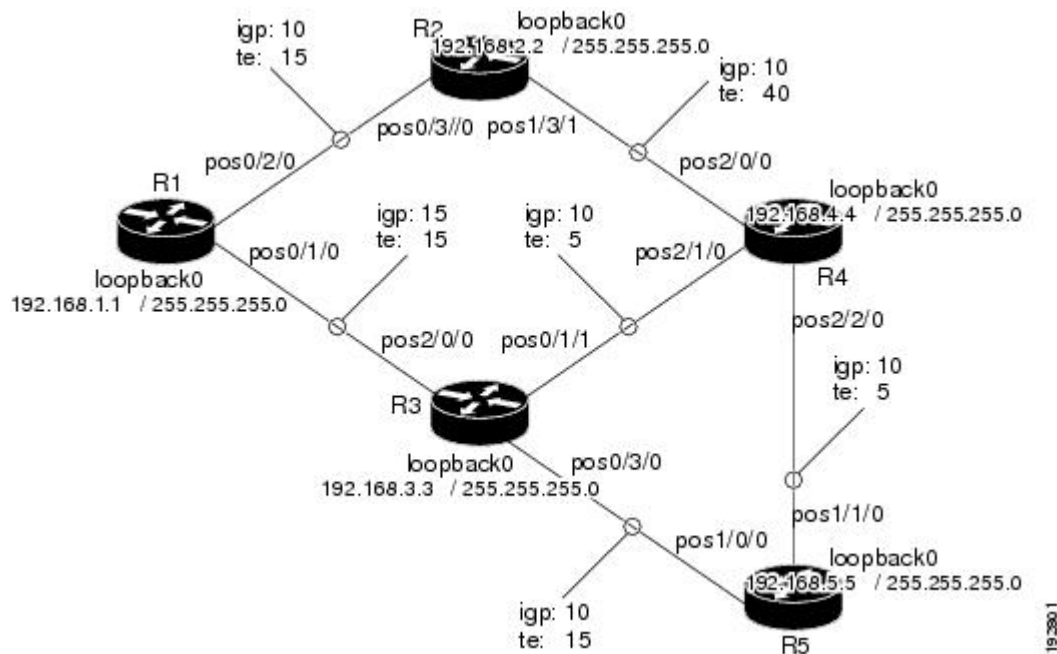 igp: 10
te: 15
R2
loopback0
192.168.2.2 / 255.255.255.0
igp: 10
te: 40
pos0/3//0
pos1/3/1
pos0/2/0
pos2/0/0
R1
loopback0
192.168.4.4 / 255.255.255.0
igp: 15
te: 15
igp: 10
te: 5
pos0/1/0
pos2/1/0
loopback0
192.168.1.1 / 255.255.255.0
R4
pos2/2/0
pos2/0/0
pos0/1/1
igp: 10
te: 5
R3
loopback0
192.168.3.3 / 255.255.255.0
pos0/3/0
pos1/1/0
pos1/0/0
loopback0
192.168.5.5 / 255.255.255.0
igp: 10
te: 15
R5
192801